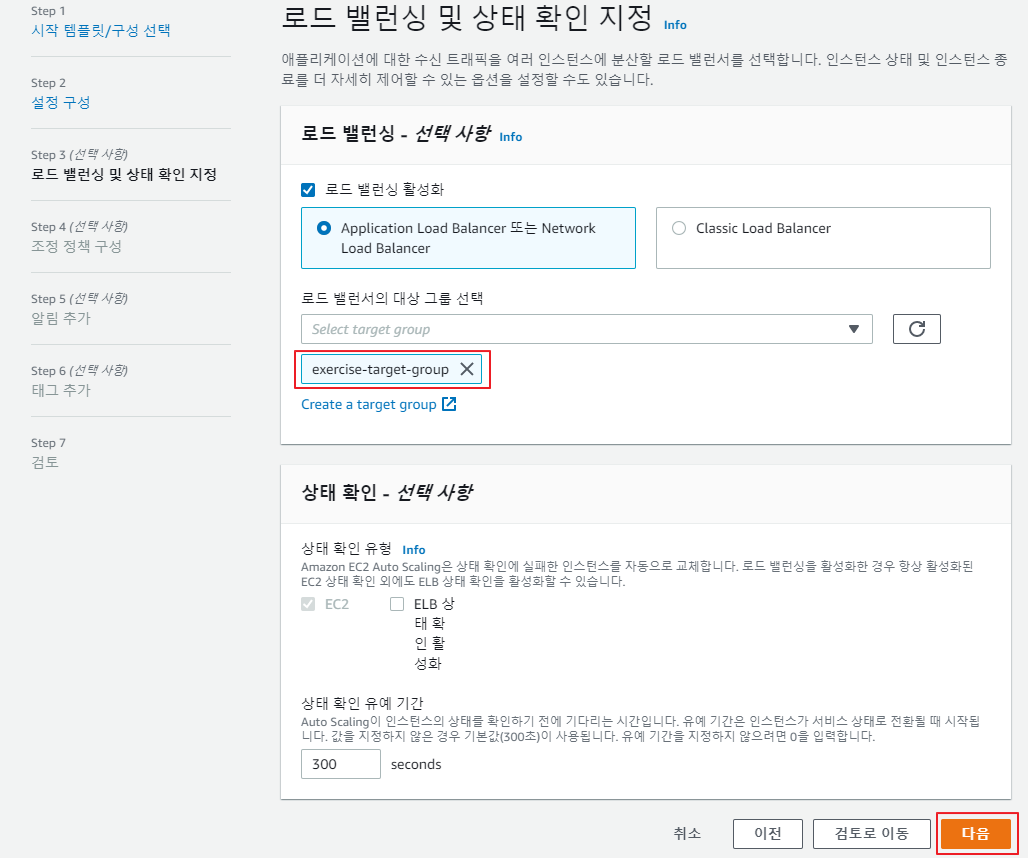 Step 1
시작 템플릿/구성 선택
Step 2
설정 구성
Step 3 (선택 사항)
로드 밸런싱 및 상태 확인 지정
Step 4 (선택 사항)
조정 정책 구성
Step 5 (선택 사항)
알림 추가
Step 6 (선택 사항)
태그 추가
Step 7
검토
로드 밸런싱 및 상태 확인 지정 Info
애플리케이션에 대한 수신 트래픽을 여러 인스턴스에 분산할 로드 밸런서를 선택합니다. 인스턴스 상태 및 인스턴스 종
료를 더 자세히 제어할 수 있는 옵션을 설정할 수도 있습니다.
로드 밸런싱 - 선택 사항 Info
로드 밸런싱 활성화
Application Load Balancer 또는 Network
Load Balancer
Classic Load Balancer
로드 밸런서의 대상 그룹 선택
Select target group
exercise-target-group
Create a target group
상태 확인 - 선택 사항
상태 확인 유형 Info
Amazon EC2 Auto Scaling은 상태 확인에 실패한 인스턴스를 자동으로 교체합니다. 로드 밸런싱을 활성화한 경우 항상 활성화된
EC2 상태 확인 외에도 ELB 상태 확인을 활성화할 수 있습니다.
EC2
ELB 상
태 확
인 활
성화
상태 확인 유예 기간
Auto Scaling이 인스턴스의 상태를 확인하기 전에 기다리는 시간입니다. 유예 기간은 인스턴스가 서비스 상태로 전환될 때 시작됩
니다. 값을 지정하지 않은 경우 기본값(300초)이 사용됩니다. 유예 기간을 지정하지 않으려면 0을 입력합니다.
300 seconds
취소 이전 검토로 이동 다음